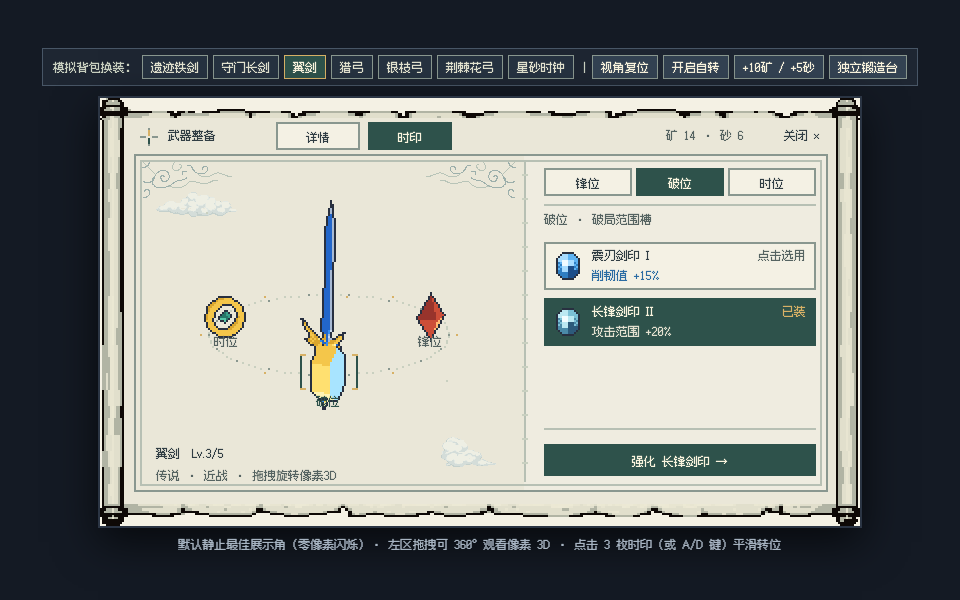 模拟背包换装: 遗迹铁剑 守门长剑 翼剑 猎弓 银枝弓 荆棘花弓 星砂时钟 | 视角复位 开启自转 +10矿 / +5砂 独立锻造台
武器整备 详情 时印 矿 14 · 砂 6 关闭 ×
锋位 破位 时位
破位 · 破局范围槽
震刃剑印 I 点击选用
削韧值 +15%
长锋剑印 II 已装
攻击范围 +20%
时位 锋位
破位
翼剑 Lv.3/5
传说 · 近战 · 拖拽旋转像素3D
强化 长锋剑印 →
默认静止最佳展示角（零像素闪烁） · 左区拖拽可 360° 观看像素 3D · 点击 3 枚时印（或 A/D 键）平滑转位